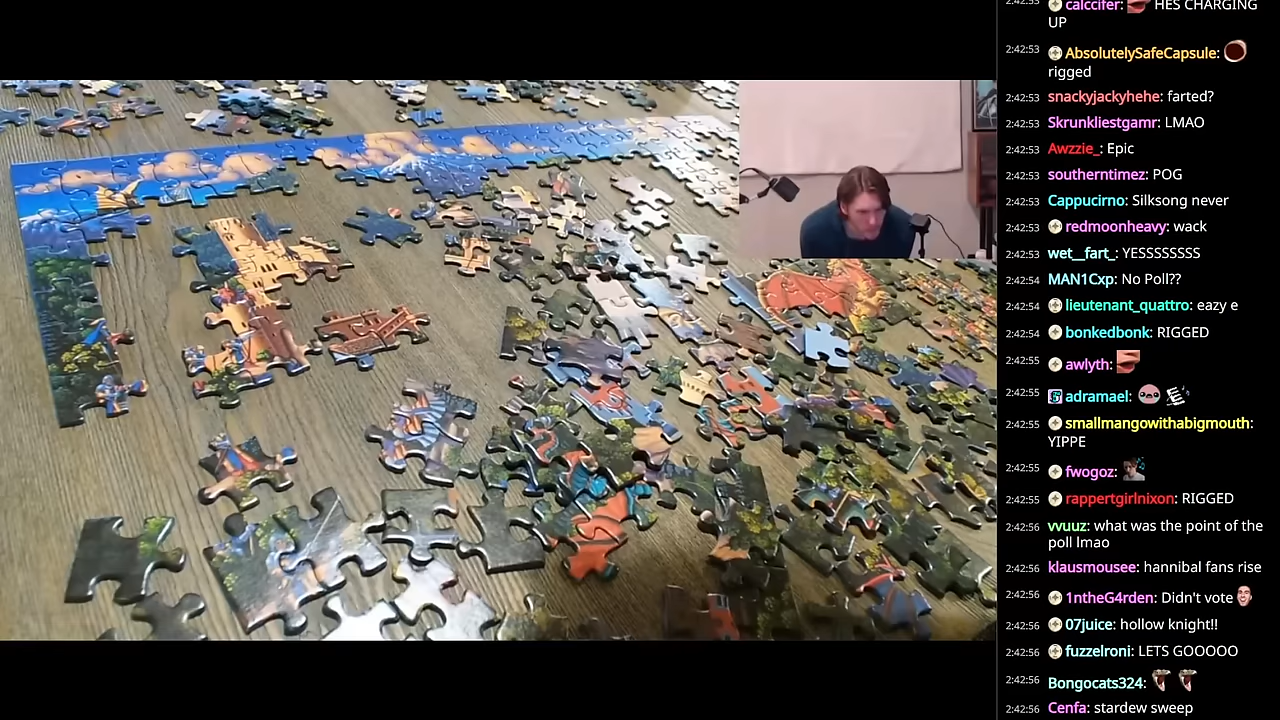 2:42:53 calccifer: HES CHARGING
UP
2:42:53 AbsolutelySafeCapsule:
rigged
2:42:53 snackyjackyhehe: farted?
2:42:53 Skrunkliestgamr: LMAO
2:42:53 Awzzie_: Epic
2:42:53 southerntimez: POG
2:42:53 Cappucirno: Silksong never
2:42:53 redmoonheavy: wack
2:42:53 wet__fart_: YESSSSSSSS
2:42:54 MAN1Cxp: No Poll??
2:42:54 lieutenant_quattro: eazy e
2:42:54 bonkedbonk: RIGGED
2:42:55 awlyth:
2:42:55 adramael:
2:42:55 smallmangowithabigmouth:
YIPPE
2:42:55 fwogoz:
2:42:55 rappertgirlnixon: RIGGED
2:42:56 vvuuz: what was the point of the
poll lmao
2:42:56 klausmousee: hannibal fans rise
2:42:56 1ntheG4rden: Didn't vote
2:42:56 07juice: hollow knight!!
2:42:56 fuzzelroni: LETS GOOOOO
2:42:56 Bongocats324:
2:42:56 Cenfa: stardew sweep